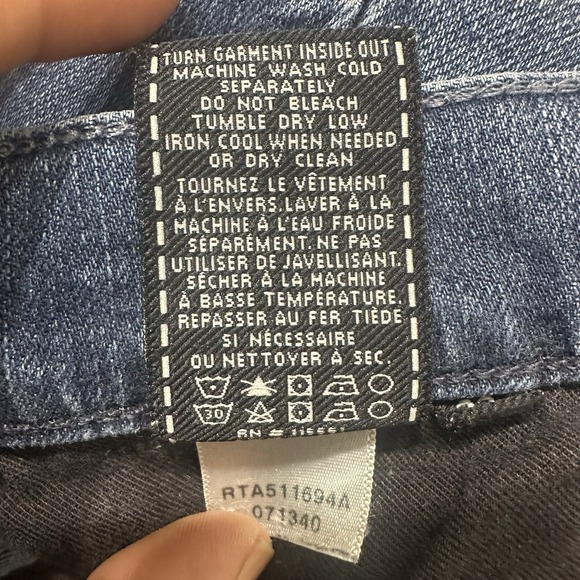 TURN GARMENT INSIDE OUT
MACHINE WASH COLD
SEPARATELY
DO NOT BLEACH
TUMBLE DRY LOW
IRON COOL WHEN NEEDED
OR DRY CLEAN
TOURNEZ LE VÊTEMENT
À L'ENVERS.LAVER À LA
MACHINE À L'EAU FROIDE
SÉPARÉMENT. NE PAS
UTILISER DE JAVELLISANT.
SÉCHER À LA MACHINE
À BASSE TEMPÉRATURE.
REPASSER AU FER TIÈDE
SI NÉCESSAIRE
OU NETTOYER À SEC.
30
RN
RTA511694A
071340